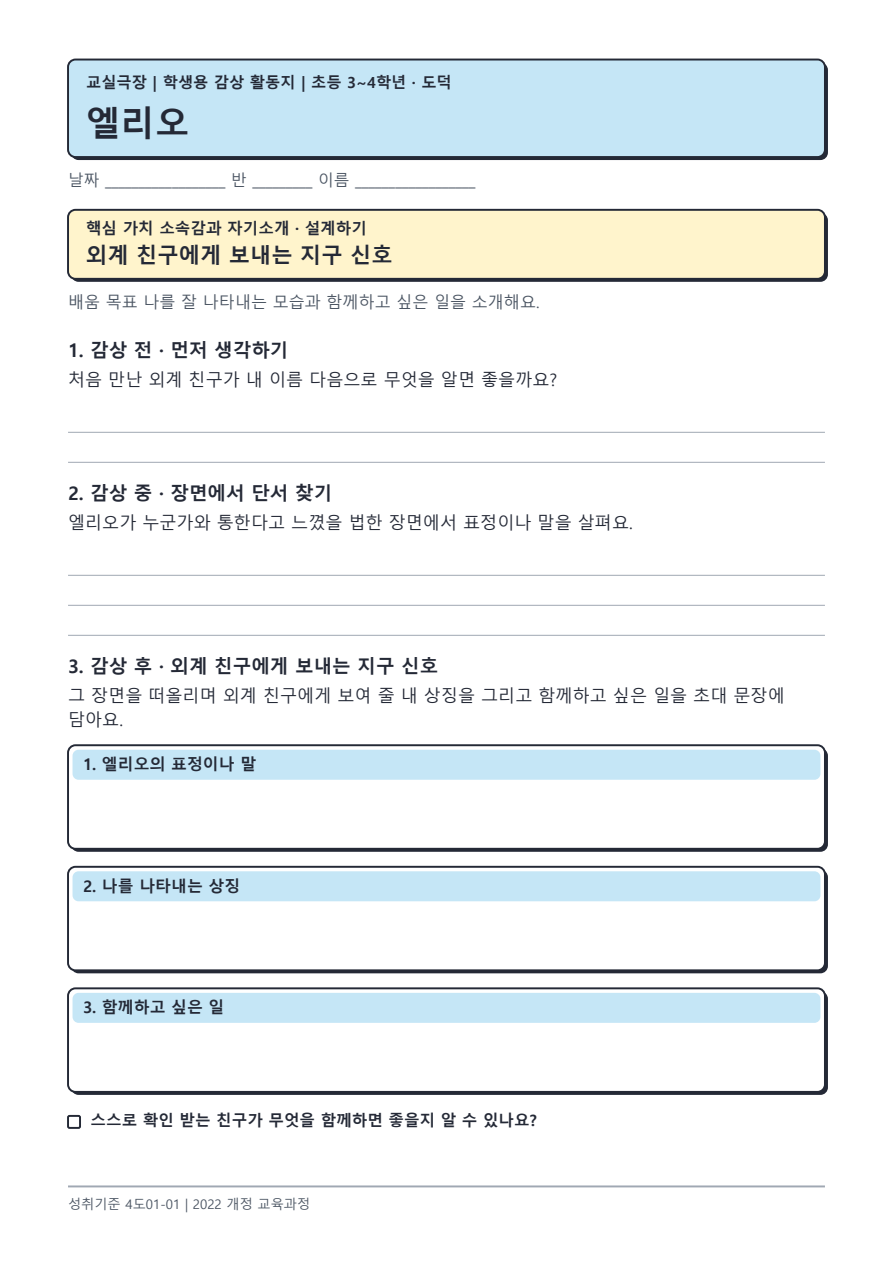 교실극장 | 학생용 감상 활동지 | 초등 3~4학년 · 도덕
엘리오
날짜 ______________ 반 _______ 이름 ______________
핵심 가치 소속감과 자기소개 · 설계하기
외계 친구에게 보내는 지구 신호
배움 목표 나를 잘 나타내는 모습과 함께하고 싶은 일을 소개해요.
1. 감상 전 · 먼저 생각하기
처음 만난 외계 친구가 내 이름 다음으로 무엇을 알면 좋을까요?
2. 감상 중 · 장면에서 단서 찾기
엘리오가 누군가와 통한다고 느꼈을 법한 장면에서 표정이나 말을 살펴요.
3. 감상 후 · 외계 친구에게 보내는 지구 신호
그 장면을 떠올리며 외계 친구에게 보여 줄 내 상징을 그리고 함께하고 싶은 일을 초대 문장에
담아요.
1. 엘리오의 표정이나 말
2. 나를 나타내는 상징
3. 함께하고 싶은 일
스스로 확인 받는 친구가 무엇을 함께하면 좋을지 알 수 있나요?
성취기준 4도01-01 | 2022 개정 교육과정